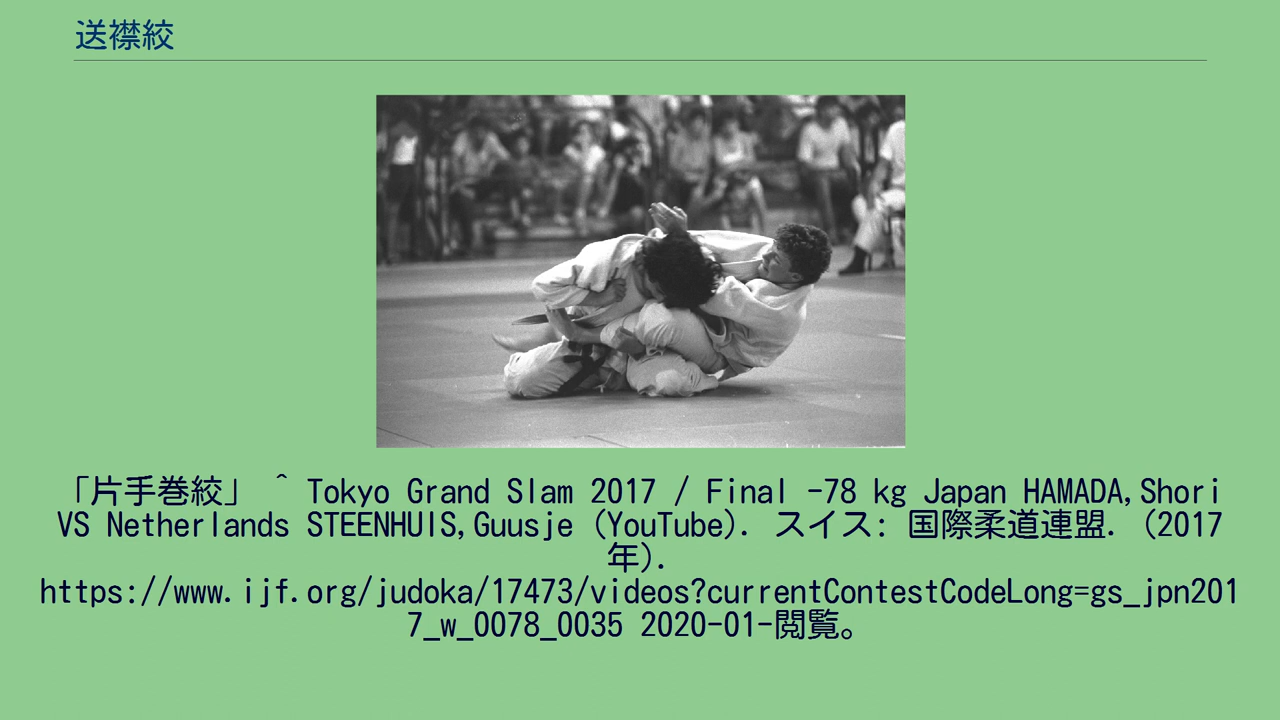 送襟絞
「片手巻絞」 ^ Tokyo Grand Slam 2017 / Final -78 kg Japan HAMADA,Shori
VS Netherlands STEENHUIS,Guusje (YouTube). スイス: 国際柔道連盟. (2017
年).
https://www.ijf.org/judoka/17473/videos?currentContestCodeLong=gs_jpn201
7_w_0078_0035 2020-01-閲覧。